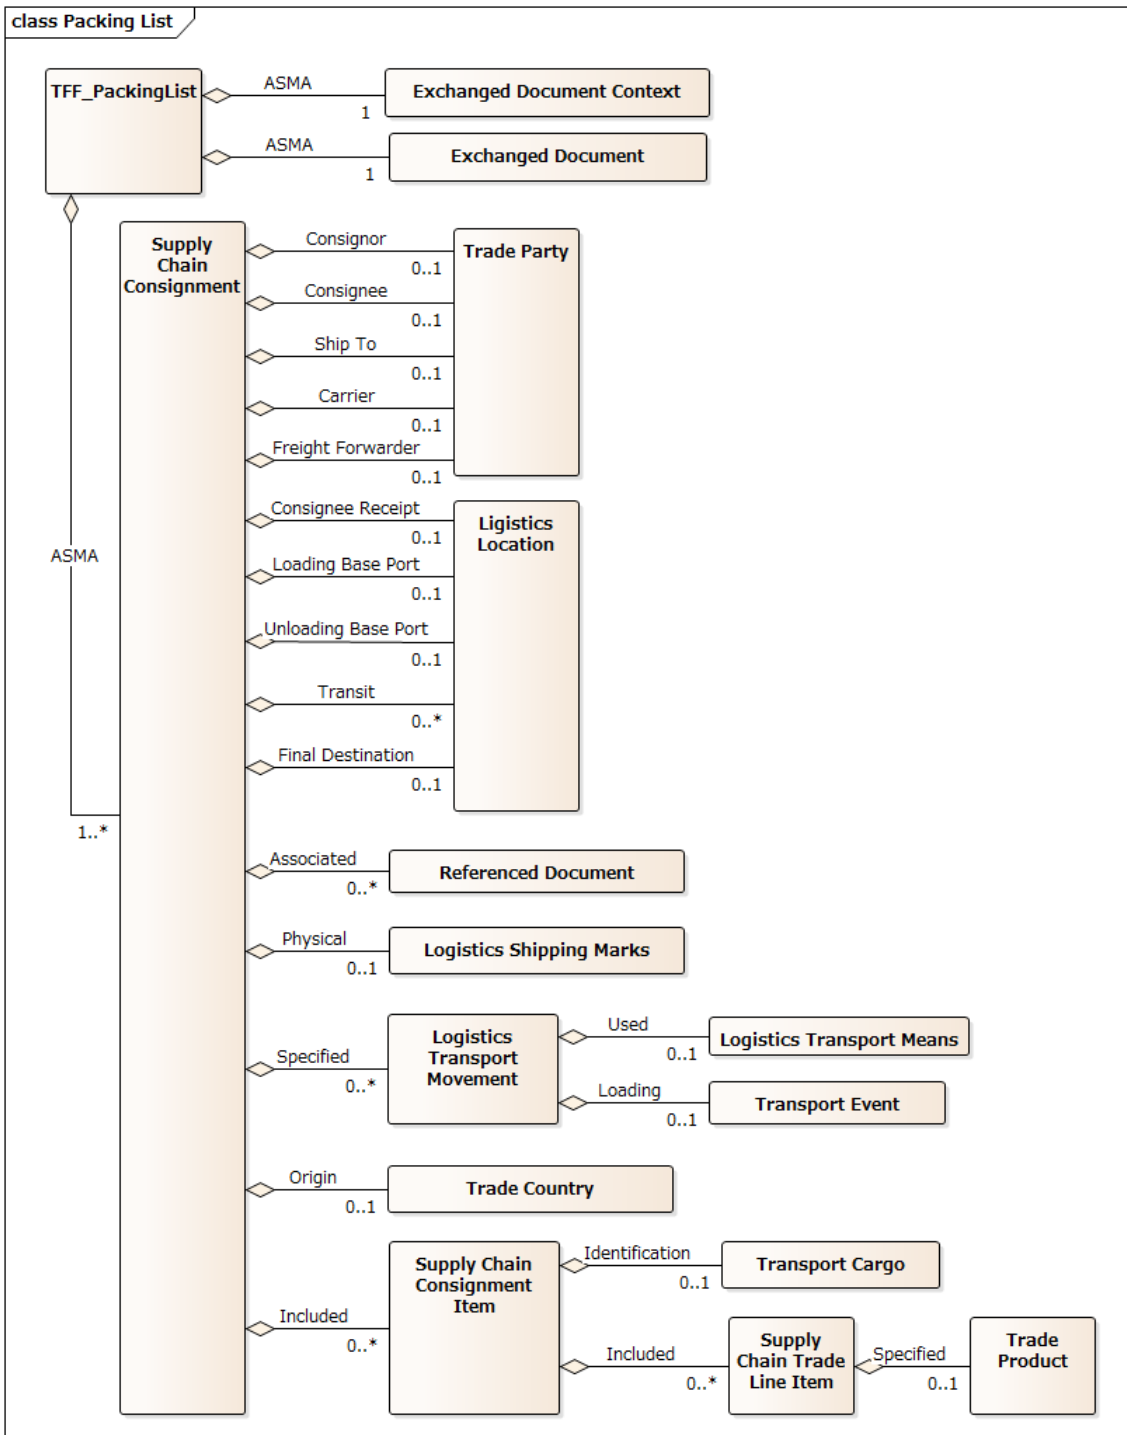 class Packing List
TFF_PackingList
ASMA
1
Exchanged Document Context
ASMA
1
Exchanged Document
ASMA
1..*
Supply
Chain
Consignment
Consignor
0..1
Consignee
0..1
Ship To
0..1
Carrier
0..1
Freight Forwarder
0..1
Trade Party
Consignee Receipt
0..1
Loading Base Port
0..1
Unloading Base Port
0..1
Transit
0..*
Final Destination
0..1
Ligistics
Location
Associated
0..*
Referenced Document
Physical
0..1
Logistics Shipping Marks
Specified
0..*
Logistics
Transport
Movement
Used
0..1
Logistics Transport Means
Loading
0..1
Transport Event
Origin
0..1
Trade Country
Included
0..*
Supply Chain
Consignment
Item
Identification
0..1
Transport Cargo
Included
0..*
Supply
Chain Trade
Line Item
Specified
0..1
Trade
Product